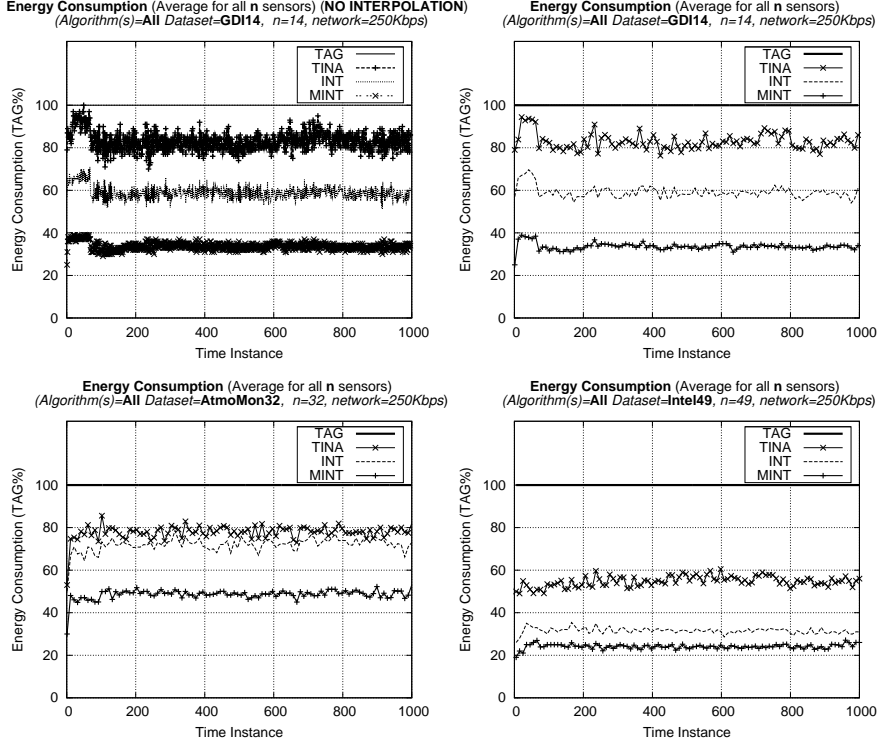 Energy Consumption (Average for all n sensors) (NO INTERPOLATION)
(Algorithm(s)=All Dataset=GDI14, n=14, network=250Kbps)
TAG
TINA
INT
MINT
Energy Consumption (TAG%)
100
80
60
40
20
0
0 200 400 600 800 1000
Time Instance
Energy Consumption (Average for all n sensors)
(Algorithm(s)=All Dataset=GDI14, n=14, network=250Kbps)
TAG
TINA
INT
MINT
Energy Consumption (TAG%)
100
80
60
40
20
0
0 200 400 600 800 1000
Time Instance
Energy Consumption (Average for all n sensors)
(Algorithm(s)=All Dataset=AtmoMon32, n=32, network=250Kbps)
TAG
TINA
INT
MINT
Energy Consumption (TAG%)
100
80
60
40
20
0
0 200 400 600 800 1000
Time Instance
Energy Consumption (Average for all n sensors)
(Algorithm(s)=All Dataset=Intel49, n=49, network=250Kbps)
TAG
TINA
INT
MINT
Energy Consumption (TAG%)
100
80
60
40
20
0
0 200 400 600 800 1000
Time Instance